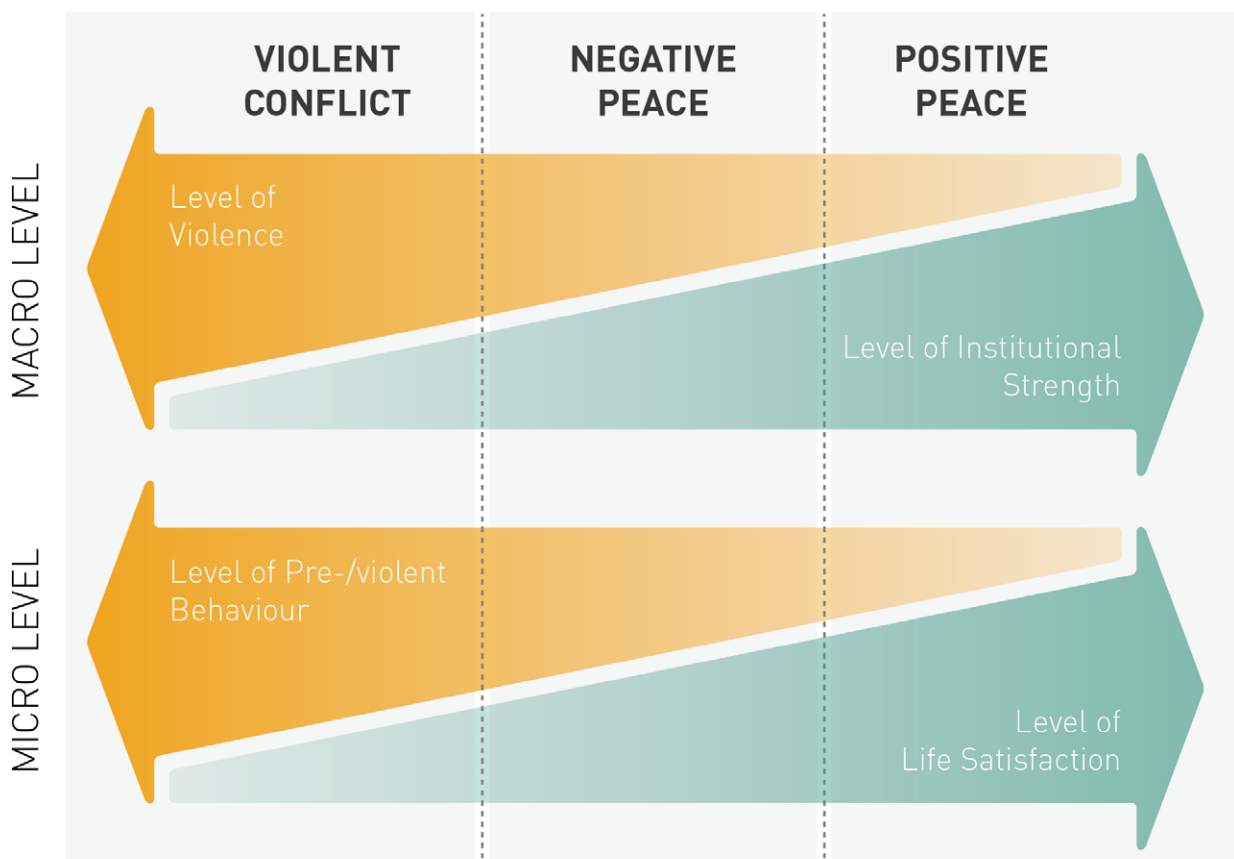 VIOLENT
CONFLICT
NEGATIVE
PEACE
POSITIVE
PEACE
MACRO LEVEL
Level of
Violence
Level of Institutional
Strength
MICRO LEVEL
Level of Pre-/violent
Behaviour
Level of
Life Satisfaction